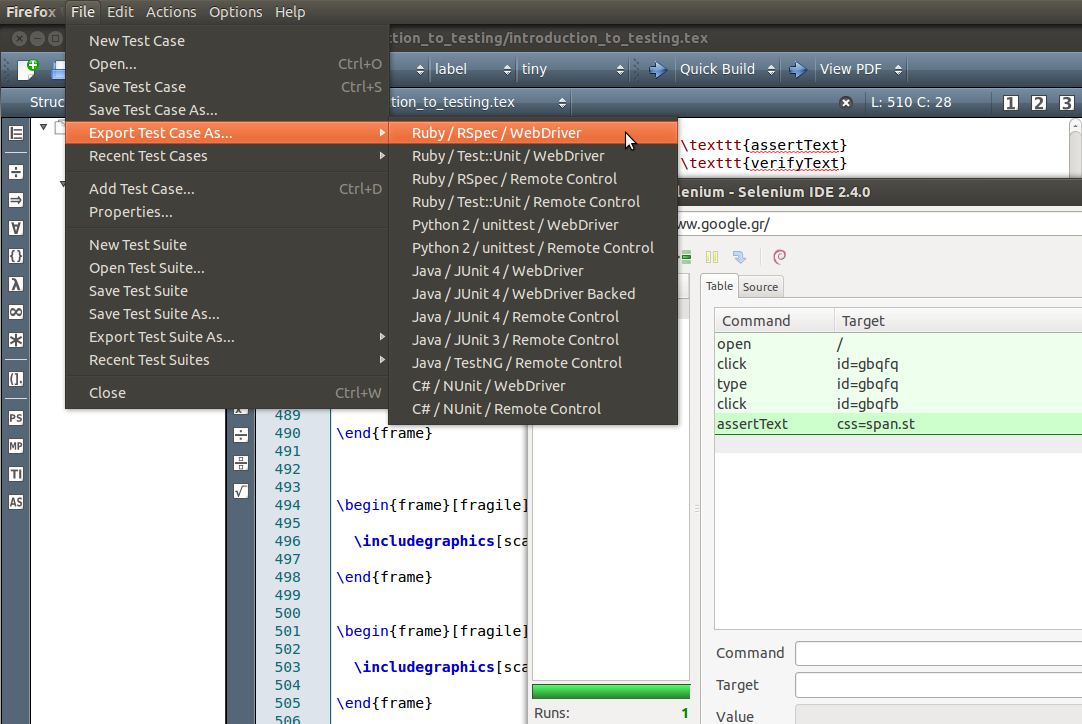 Firefox File Edit Actions Options Help
tion_to_testing/introduction_to_testing.tex
label tiny Quick Build View PDF
Struc tion_to_testing.tex L: 510 C: 28 1 2 3
New Test Case
Open... Ctrl+O
Save Test Case Ctrl+S
Save Test Case As...
Export Test Case As...
Recent Test Cases
Add Test Case... Ctrl+D
Properties...
New Test Suite
Open Test Suite...
Save Test Suite
Save Test Suite As...
Export Test Suite As...
Recent Test Suites
Close Ctrl+W
Ruby / RSpec / WebDriver
Ruby / Test::Unit / WebDriver
Ruby / RSpec / Remote Control
Ruby / Test::Unit / Remote Control
Python 2 / unittest / WebDriver
Python 2 / unittest / Remote Control
Java / JUnit 4 / WebDriver
Java / JUnit 4 / WebDriver Backed
Java / JUnit 4 / Remote Control
Java / JUnit 3 / Remote Control
Java / TestNG / Remote Control
C# / NUnit / WebDriver
C# / NUnit / Remote Control
\texttt{assertText}
\texttt{verifyText}
÷
⇒
∀
{}
λ
∞
∗
(].
PS
MP
TI
AS
489
490 \end{frame}
491
492
493
494 \begin{frame}[fragile]
495
496 \includegraphics[sca
497
498 \end{frame}
499
500
501 \begin{frame}[fragile]
502
503 \includegraphics[sca
504
505 \end{frame}
506
elenium - Selenium IDE 2.4.0
ww.google.gr/
Table Source
Command Target
open /
click id=gbqfq
type id=gbqfq
click id=gbqfb
assertText css=span.st
Command
Target
Value
Runs: 1